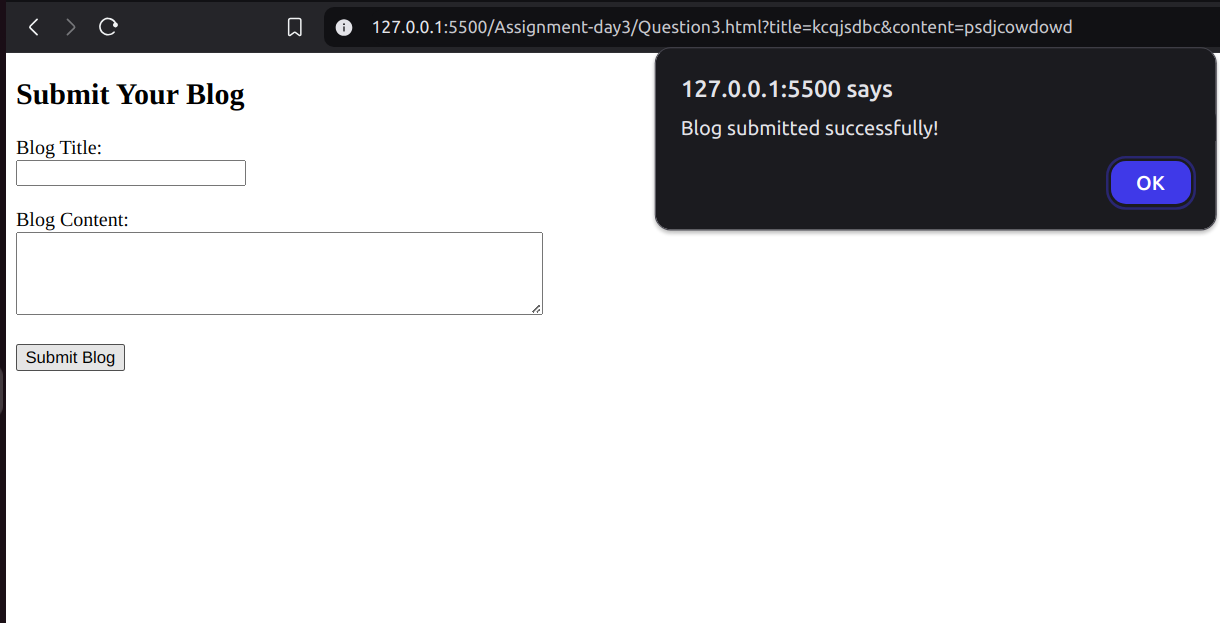 127.0.0.1:5500/Assignment-day3/Question3.html?title=kcqjsdbc&content=psdjcowdowd
127.0.0.1:5500 says
Blog submitted successfully!
OK
Submit Your Blog
Blog Title:
Blog Content:
Submit Blog